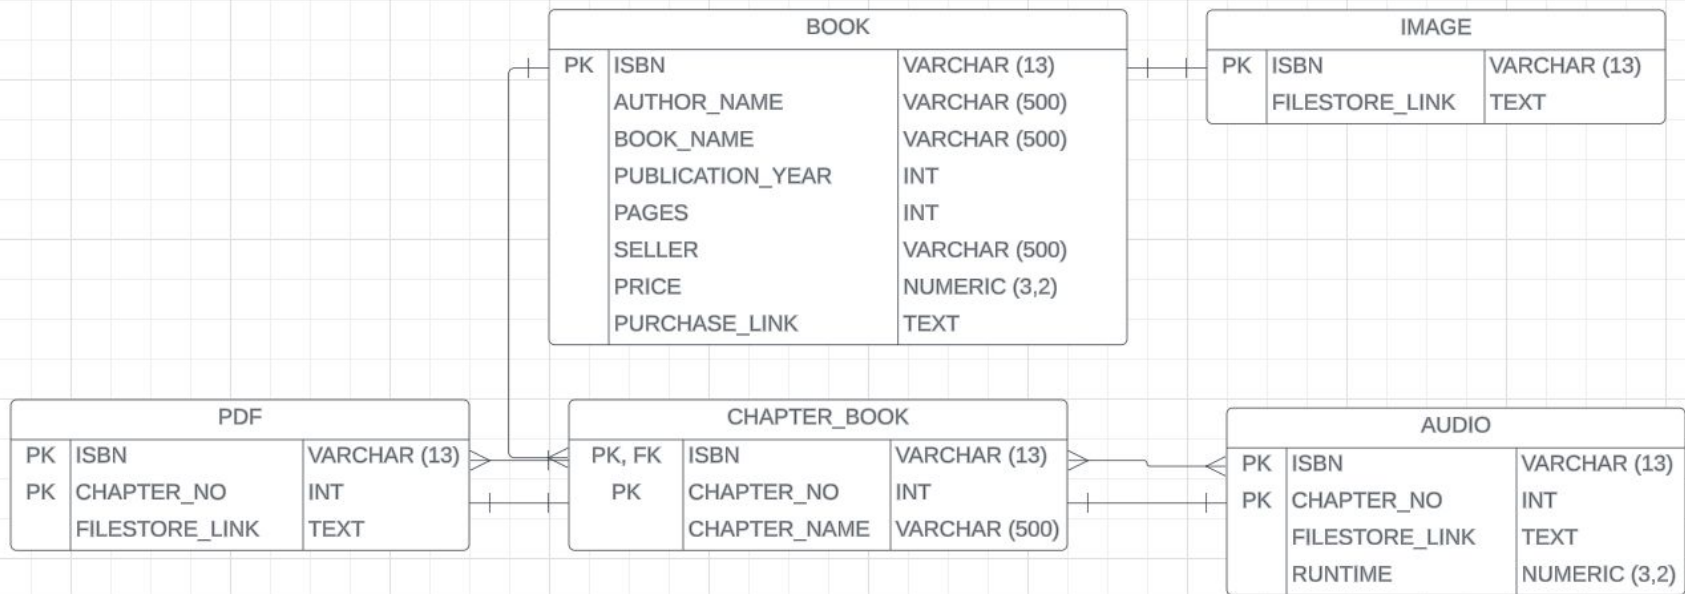 BOOK
PK ISBN VARCHAR (13)
AUTHOR_NAME VARCHAR (500)
BOOK_NAME VARCHAR (500)
PUBLICATION_YEAR INT
PAGES INT
SELLER VARCHAR (500)
PRICE NUMERIC (3,2)
PURCHASE_LINK TEXT
IMAGE
PK ISBN VARCHAR (13)
FILESTORE_LINK TEXT
PDF
PK ISBN VARCHAR (13)
PK CHAPTER_NO INT
FILESTORE_LINK TEXT
CHAPTER_BOOK
PK, FK ISBN VARCHAR (13)
PK CHAPTER_NO INT
CHAPTER_NAME VARCHAR (500)
AUDIO
PK ISBN VARCHAR (13)
PK CHAPTER_NO INT
FILESTORE_LINK TEXT
RUNTIME NUMERIC (3,2)